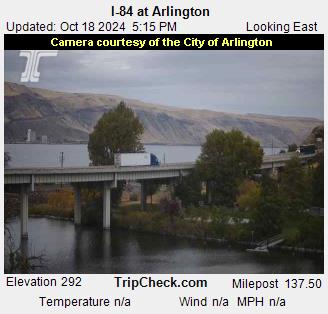 I-84 at Arlington
Updated: Oct 18 2024 5:15 PM Looking East
Camera courtesy of the City of Arlington
Elevation 292 TripCheck.com Milepost 137.50
Temperature n/a Wind n/a MPH n/a